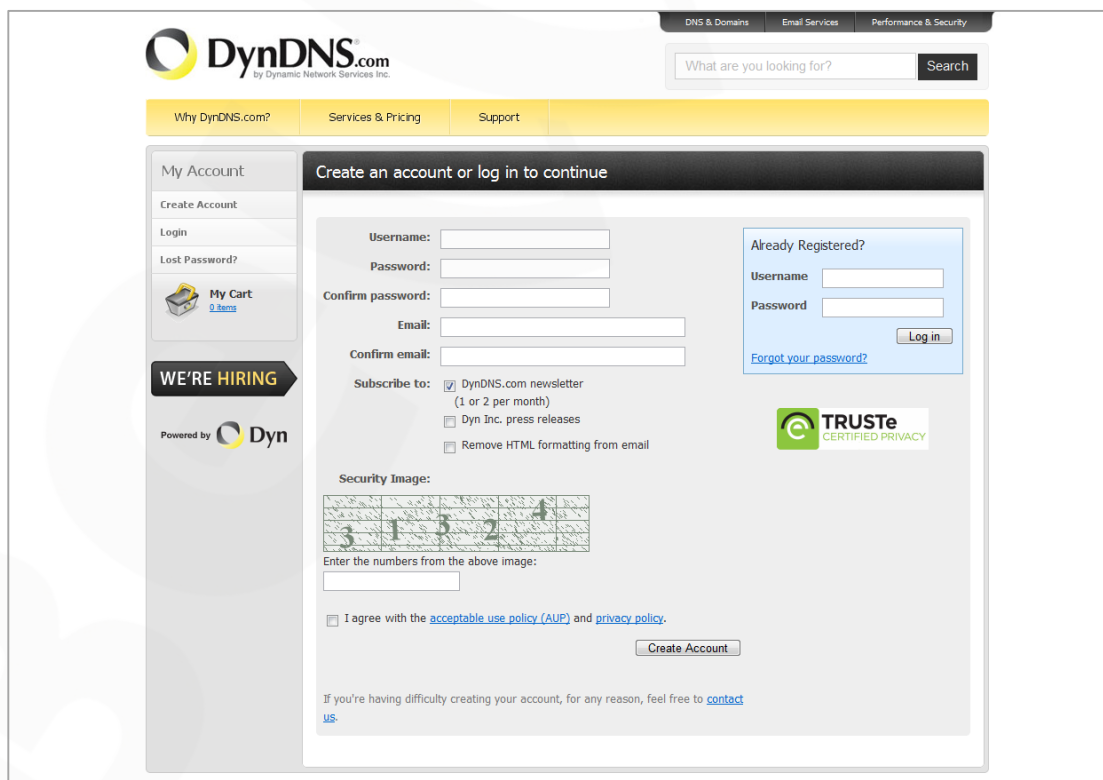 DNS & Domains
Email Services
Performance & Security
DynDNS.com
by Dynamic Network Services Inc.
What are you looking for?
Search
Why DynDNS.com?
Services & Pricing
Support
My Account
Create Account
Login
Lost Password?
My Cart
0 items
WE'RE HIRING
Powered by Dyn
Create an account or log in to continue
Username:
Password:
Confirm password:
Email:
Confirm email:
Subscribe to:
DynDNS.com newsletter
(1 or 2 per month)
Dyn Inc. press releases
Remove HTML formatting from email
Security Image:
3 1 3 2 4
Enter the numbers from the above image:
I agree with the acceptable use policy (AUP) and privacy policy.
Create Account
If you're having difficulty creating your account, for any reason, feel free to contact
us.
Already Registered?
Username
Password
Log in
Forgot your password?
TRUSTe
CERTIFIED PRIVACY